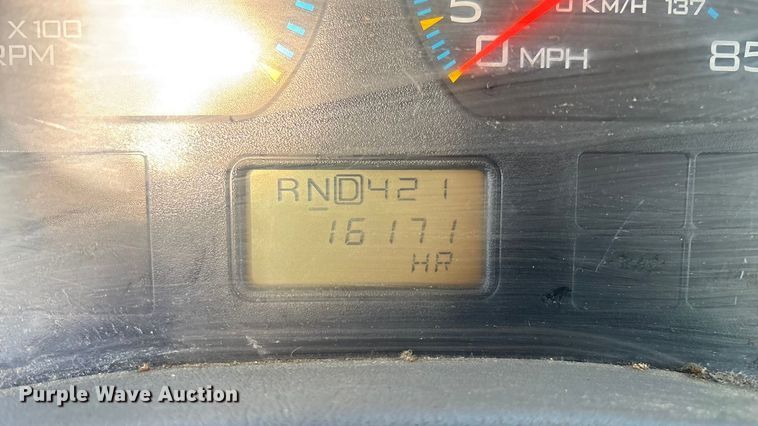 X 100
RPM
5
0 MPH
0 KM/H 137
85
RND421
16171
HR
Purple Wave Auction